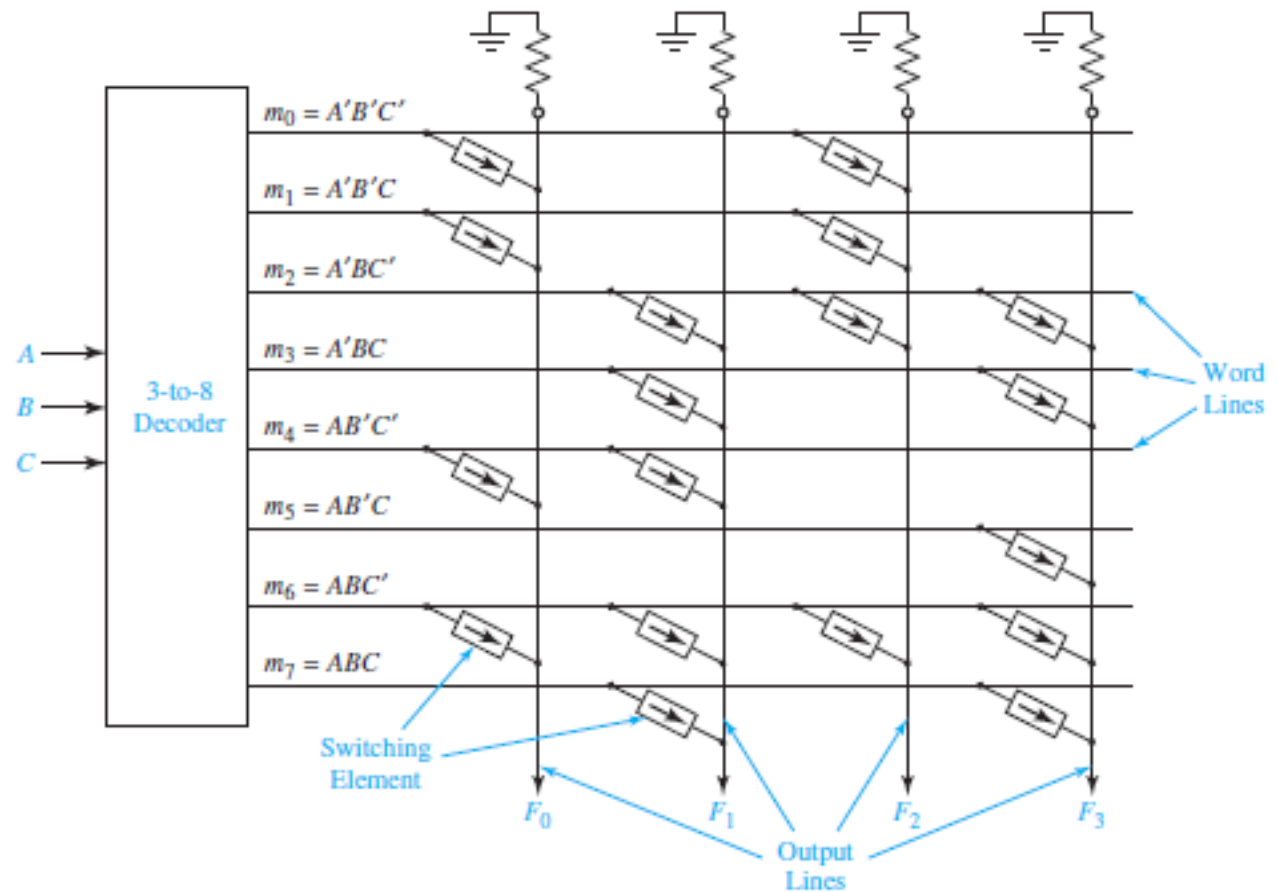 m₀ = A′B′C′
m₁ = A′B′C
m₂ = A′BC′
m₃ = A′BC
m₄ = AB′C′
m₅ = AB′C
m₆ = ABC′
m₇ = ABC
A
B
C
3-to-8
Decoder
Word
Lines
Switching
Element
F₀
F₁
F₂
F₃
Output
Lines